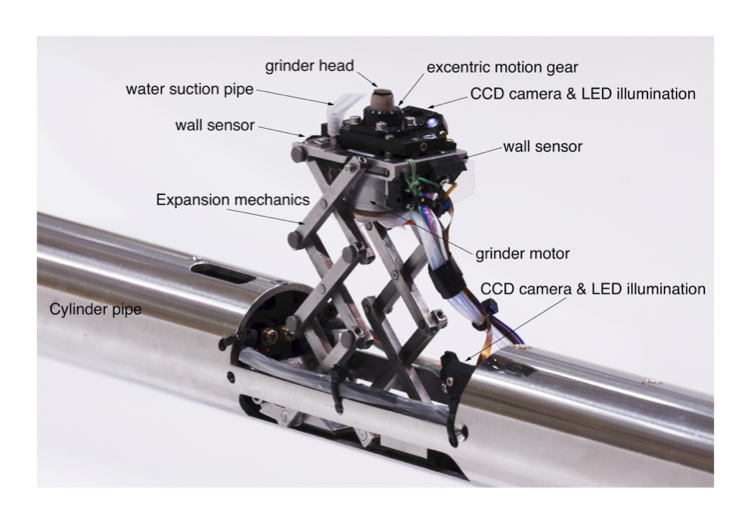 grinder head
excentric motion gear
water suction pipe
CCD camera & LED illumination
wall sensor
wall sensor
Expansion mechanics
grinder motor
CCD camera & LED illumination
Cylinder pipe